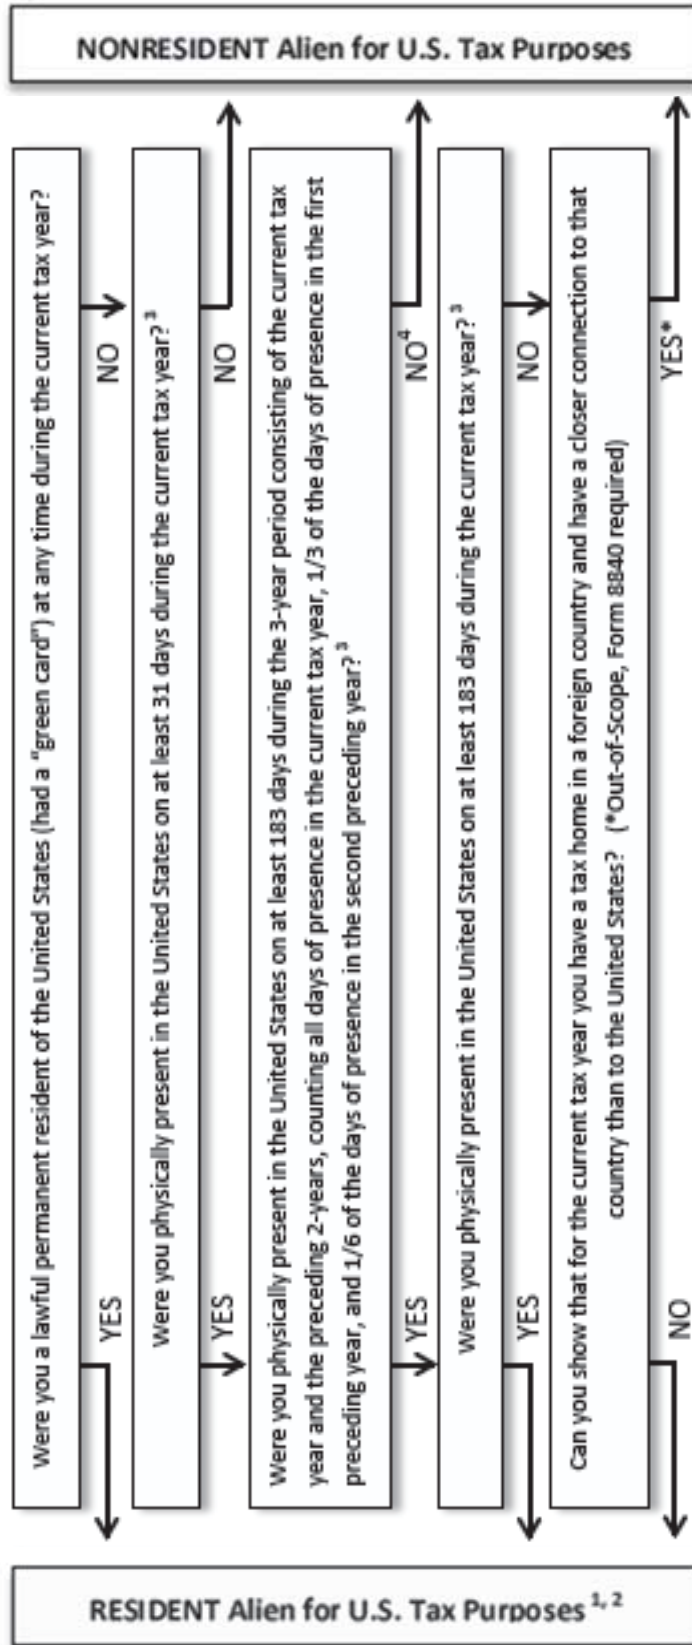 NONRESIDENT Alien for U.S. Tax Purposes
Were you a lawful permanent resident of the United States (had a "green card") at any time during the current tax year?
YES
NO
Were you physically present in the United States on at least 31 days during the current tax year? ³
YES
NO
Were you physically present in the United States on at least 183 days during the 3-year period consisting of the current tax
year and the preceding 2-years, counting all days of presence in the current tax year, 1/3 of the days of presence in the first
preceding year, and 1/6 of the days of presence in the second preceding year? ³
YES
NO⁴
Were you physically present in the United States on at least 183 days during the current tax year? ³
YES
NO
Can you show that for the current tax year you have a tax home in a foreign country and have a closer connection to that
country than to the United States? (*Out-of-Scope, Form 8840 required)
NO
YES*
RESIDENT Alien for U.S. Tax Purposes ¹, ²